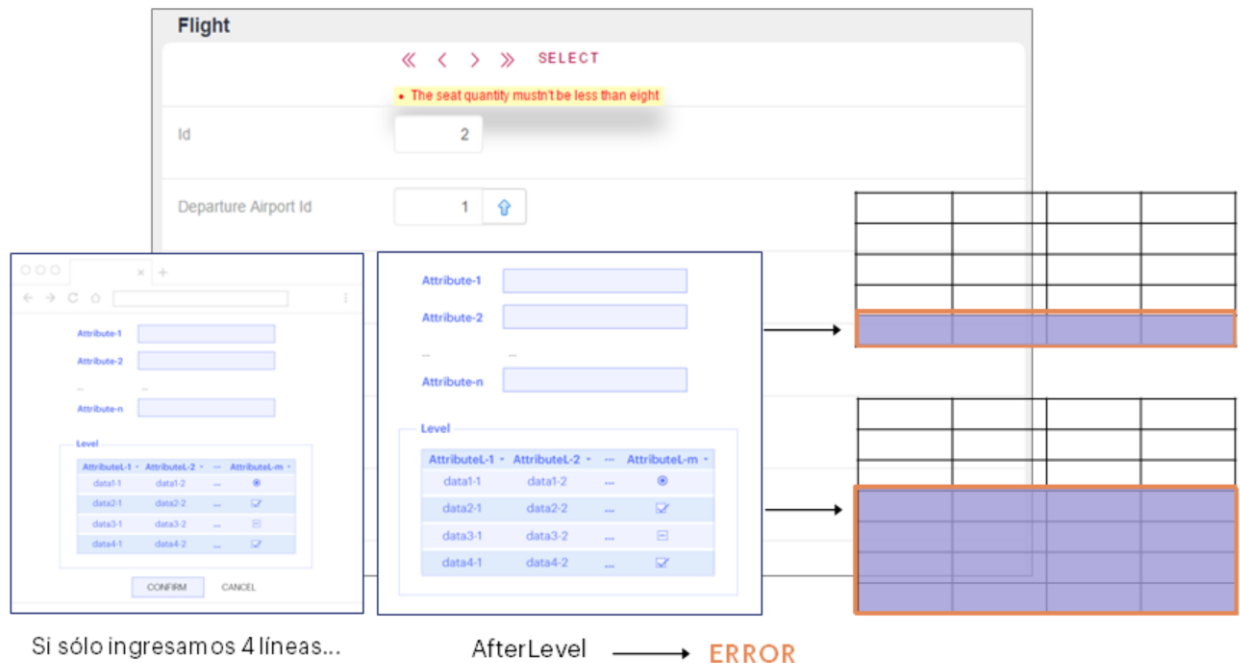 Flight
SELECT
• The seat quantity mustn't be less than eight
Id 2
Departure Airport Id 1
Attribute-1
Attribute-2
... ...
Attribute-n
Level
AttributeL-1 AttributeL-2 ... AttributeL-m
data1-1 data1-2 ...
data2-1 data2-2 ...
data3-1 data3-2 ...
data4-1 data4-2 ...
CONFIRM CANCEL
Attribute-1
Attribute-2
... ...
Attribute-n
Level
AttributeL-1 AttributeL-2 ... AttributeL-m
data1-1 data1-2 ...
data2-1 data2-2 ...
data3-1 data3-2 ...
data4-1 data4-2 ...
Si sólo ingresamos 4 líneas...
AfterLevel ERROR